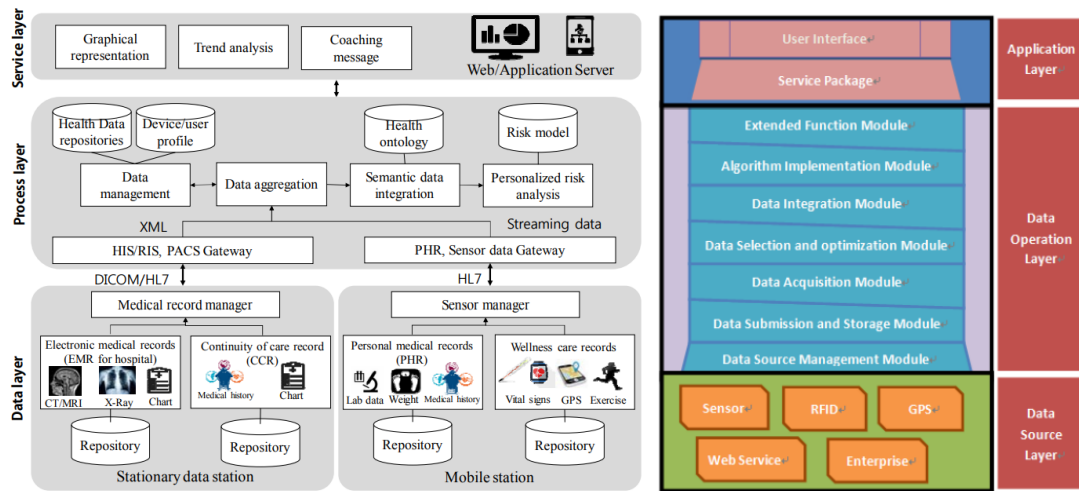 Service layer
Graphical
representation
Trend analysis
Coaching
message
Web/Application Server
Process layer
Health Data
repositories
Device/user
profile
Health
ontology
Risk model
Data
management
Data aggregation
Semantic data
integration
Personalized risk
analysis
XML
Streaming data
HIS/RIS, PACS Gateway
PHR, Sensor data Gateway
DICOM/HL7
HL7
Data layer
Medical record manager
Electronic medical records
(EMR for hospital)
CT/MRI
X-Ray
Chart
Continuity of care record
(CCR)
Medical history
Chart
Repository
Repository
Stationary data station
Sensor manager
Personal medical records
(PHR)
Lab data
Weight
Medical history
Wellness care records
Vital signs
GPS
Exercise
Repository
Repository
Mobile station
User Interface
Service Package
Application
Layer
Extended Function Module
Algorithm Implementation Module
Data Integration Module
Data Selection and optimization Module
Data Acquisition Module
Data Submission and Storage Module
Data Source Management Module
Data
Operation
Layer
Sensor
RFID
GPS
Web Service
Enterprise
Data
Source
Layer